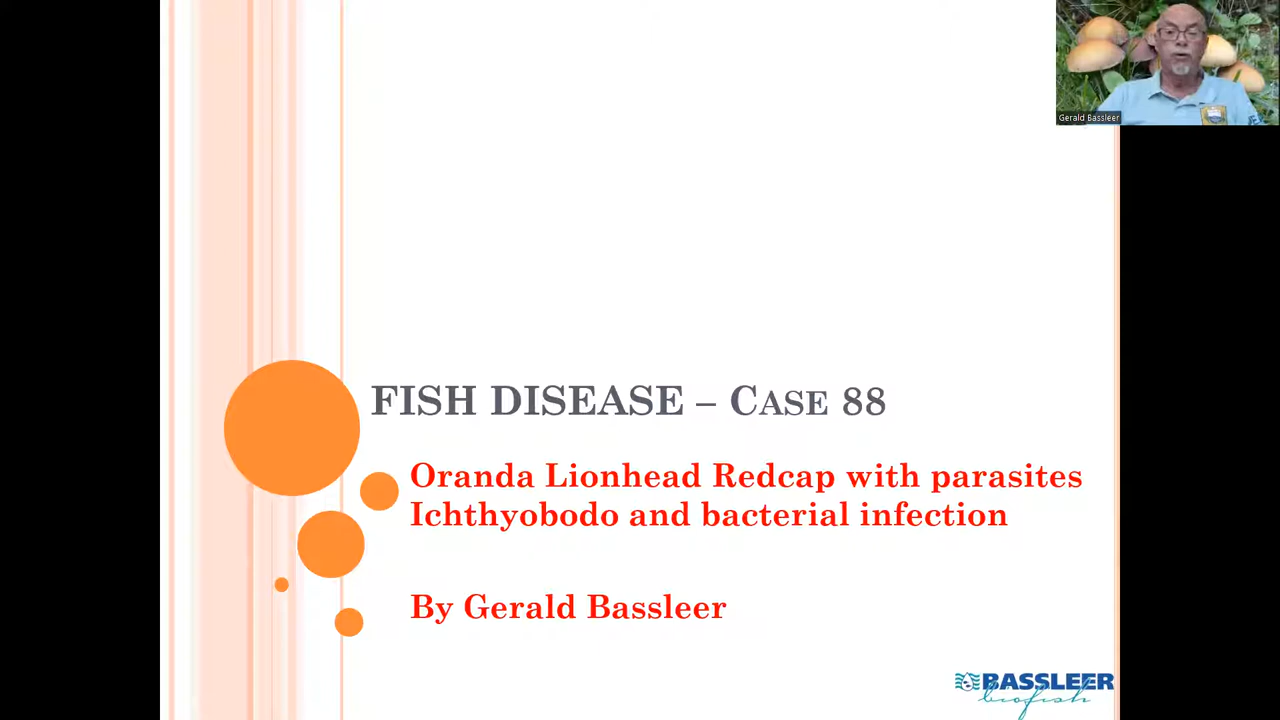 Gerald Bassleer
FISH DISEASE – CASE 88
Oranda Lionhead Redcap with parasites
Ichthyobodo and bacterial infection
By Gerald Bassleer
BASSLEER
biofish